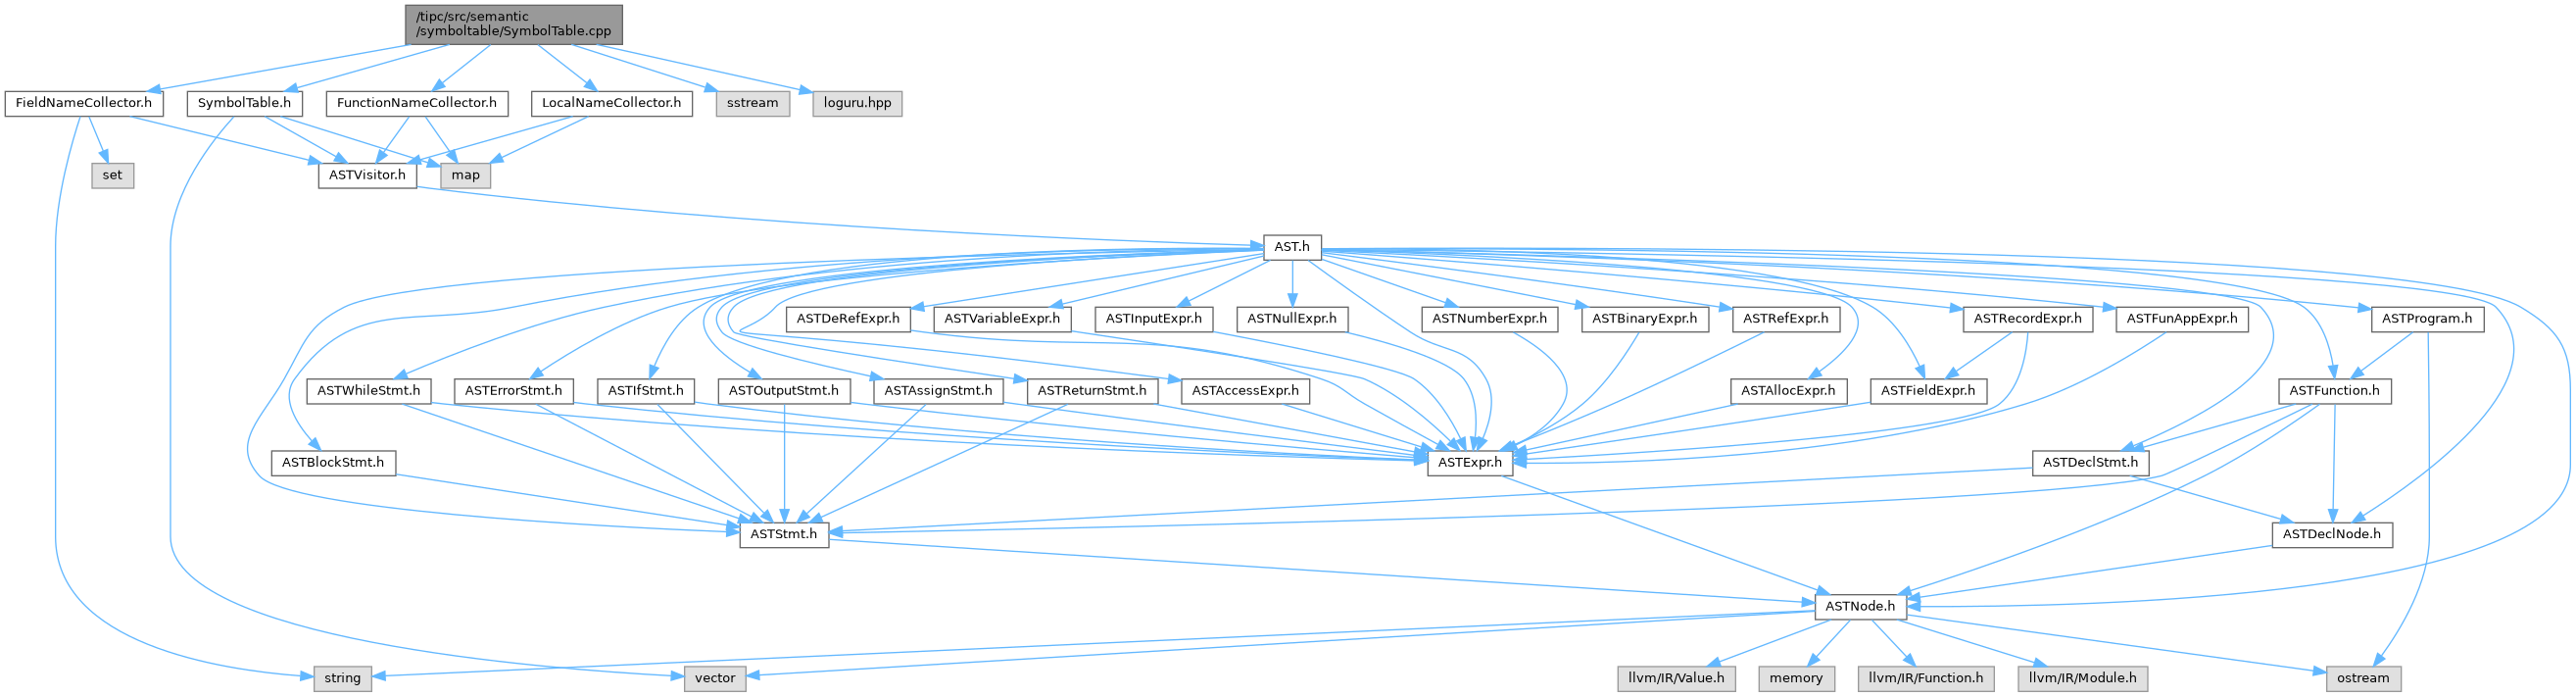 /tipc/src/semantic
/symboltable/SymbolTable.cpp
FieldNameCollector.h
SymbolTable.h
FunctionNameCollector.h
LocalNameCollector.h
sstream
loguru.hpp
set
ASTVisitor.h
map
AST.h
ASTDeRefExpr.h
ASTVariableExpr.h
ASTInputExpr.h
ASTNullExpr.h
ASTNumberExpr.h
ASTBinaryExpr.h
ASTRefExpr.h
ASTRecordExpr.h
ASTFunAppExpr.h
ASTProgram.h
ASTWhileStmt.h
ASTErrorStmt.h
ASTIfStmt.h
ASTOutputStmt.h
ASTAssignStmt.h
ASTReturnStmt.h
ASTAccessExpr.h
ASTAllocExpr.h
ASTFieldExpr.h
ASTFunction.h
ASTBlockStmt.h
ASTExpr.h
ASTDeclStmt.h
ASTStmt.h
ASTDeclNode.h
ASTNode.h
string
vector
llvm/IR/Value.h
memory
llvm/IR/Function.h
llvm/IR/Module.h
ostream